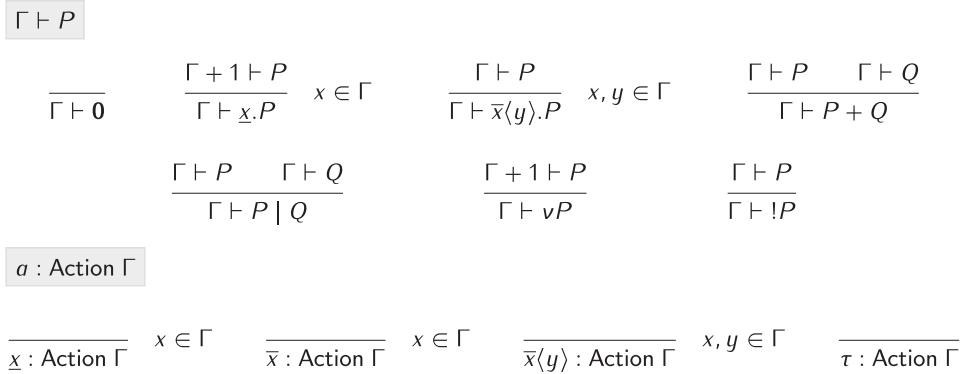 Γ ⊢ P
Γ + 1 ⊢ P Γ ⊢ P Γ ⊢ P Γ ⊢ Q
x ∈ Γ x, y ∈ Γ
Γ ⊢ 0 Γ ⊢ x̲.P Γ ⊢ x̅⟨y⟩.P Γ ⊢ P + Q
Γ ⊢ P Γ ⊢ Q Γ + 1 ⊢ P Γ ⊢ P
Γ ⊢ P | Q Γ ⊢ νP Γ ⊢ !P
a : Action Γ
x ∈ Γ x ∈ Γ x, y ∈ Γ
x̲ : Action Γ x̅ : Action Γ x̅⟨y⟩ : Action Γ τ : Action Γ